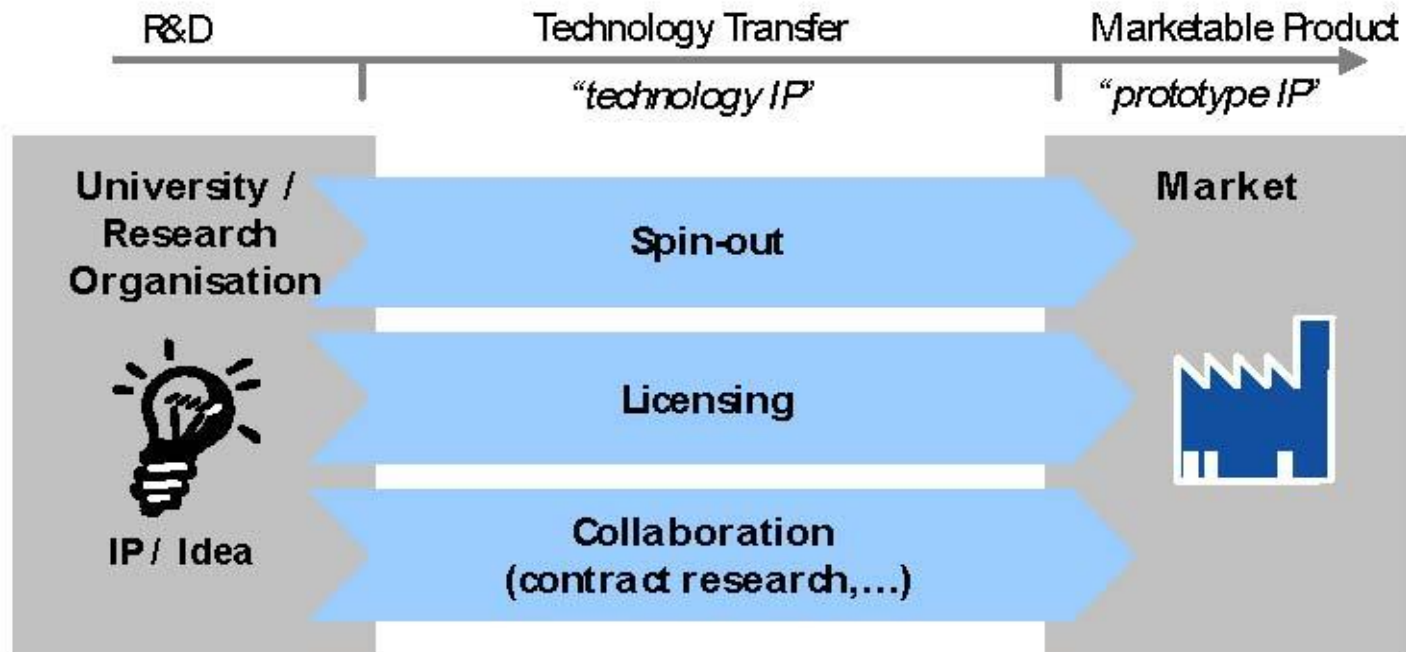 R&D Technology Transfer Marketable Product
"technology IP" "prototype IP"
University /
Research
Organisation
IP/ Idea
Spin-out
Licensing
Collaboration
(contract research,...)
Market